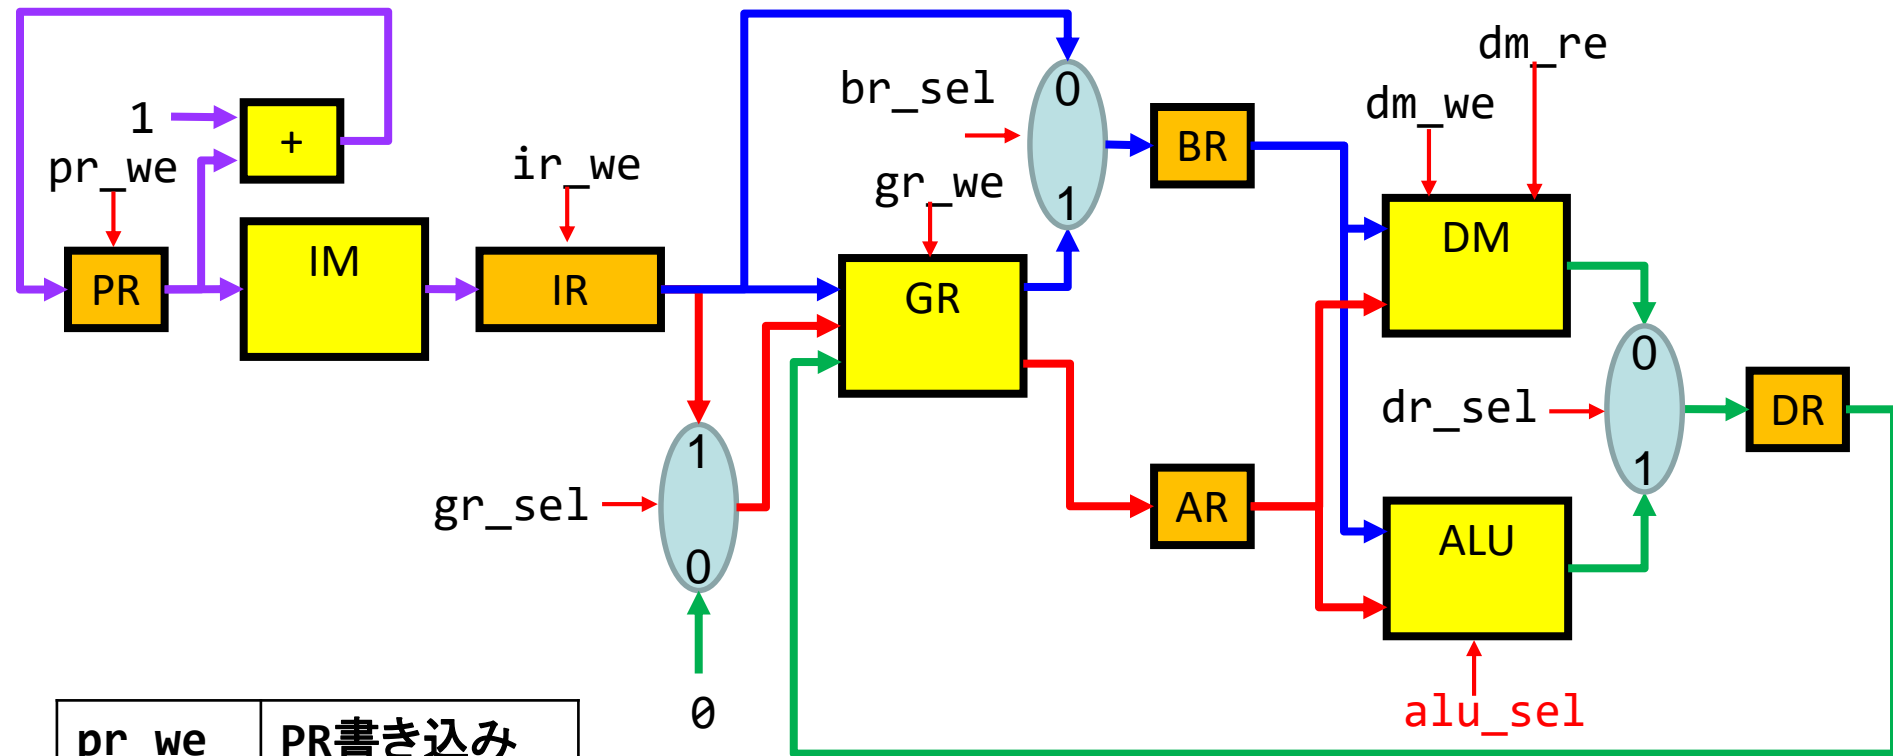 dm_re
br_sel
0
dm_we
1
+
BR
pr_we
ir_we
gr_we
1
IM
DM
PR
IR
GR
0
dr_sel
DR
1
1
gr_sel
AR
ALU
0
0
alu_sel
pr_we PR書き込み